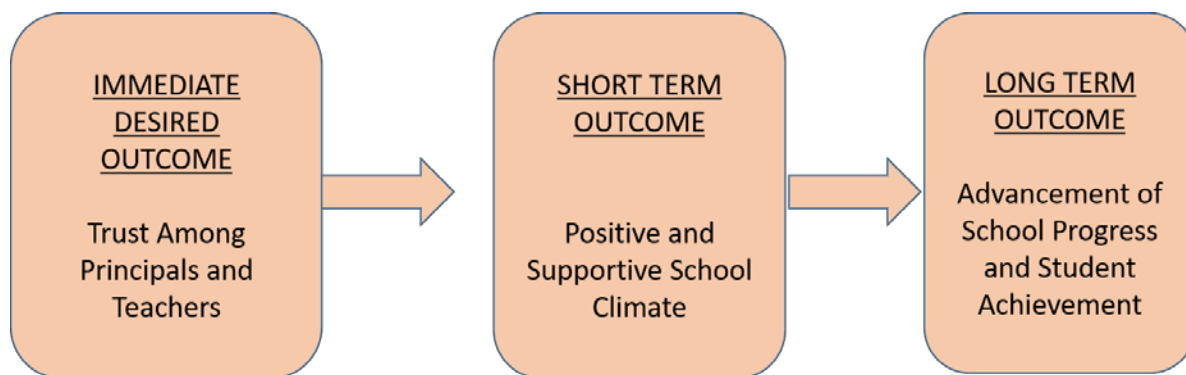 IMMEDIATE
DESIRED
OUTCOME
Trust Among
Principals and
Teachers
SHORT TERM
OUTCOME
Positive and
Supportive School
Climate
LONG TERM
OUTCOME
Advancement of
School Progress
and Student
Achievement